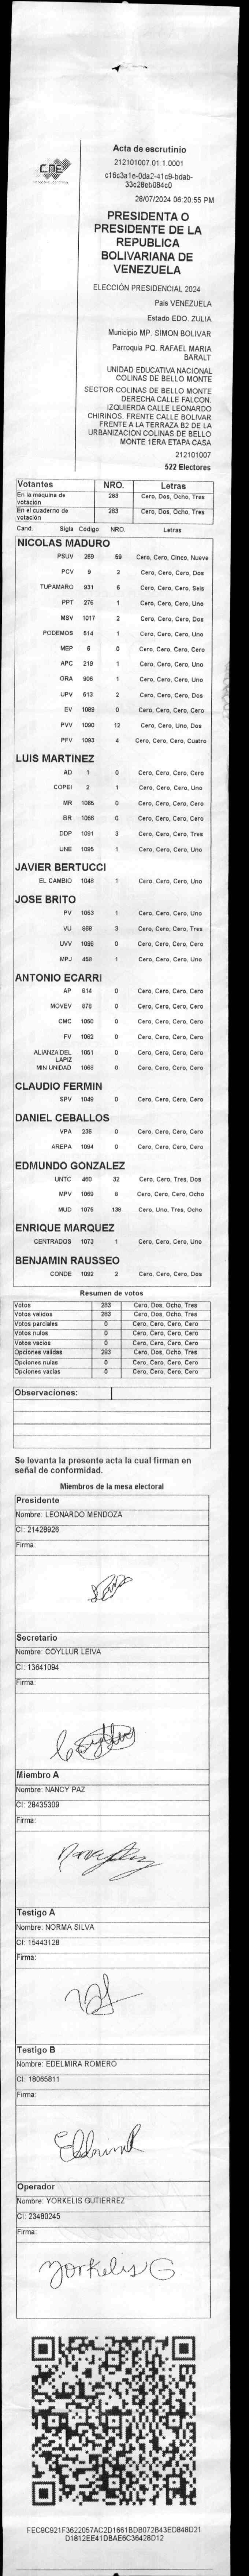 CNE
Acta de escrutinio
212101007.01.1.0001
c16c3a1e-0da2-41c9-bdab-
33c28eb084c0
28/07/2024 06:20:55 PM
PRESIDENTA O
PRESIDENTE DE LA
REPUBLICA
BOLIVARIANA DE
VENEZUELA
ELECCIÓN PRESIDENCIAL 2024
País VENEZUELA
Estado EDO. ZULIA
Municipio MP. SIMON BOLIVAR
Parroquia PQ. RAFAEL MARIA
BARALT
UNIDAD EDUCATIVA NACIONAL
COLINAS DE BELLO MONTE
SECTOR COLINAS DE BELLO MONTE
DERECHA CALLE FALCON.
IZQUIERDA CALLE LEONARDO
CHIRINOS. FRENTE CALLE BOLIVAR
FRENTE A LA TERRAZA B2 DE LA
URBANIZACION COLINAS DE BELLO
MONTE 1ERA ETAPA CASA
212101007
522 Electores
Votantes NRO. Letras
En la máquina de votación 283 Cero, Dos, Ocho, Tres
En el cuaderno de votación 283 Cero, Dos, Ocho, Tres
Cand. Sigla Código NRO. Letras
NICOLAS MADURO
PSUV 269 59 Cero, Cero, Cinco, Nueve
PCV 9 2 Cero, Cero, Cero, Dos
TUPAMARO 931 6 Cero, Cero, Cero, Seis
PPT 276 1 Cero, Cero, Cero, Uno
MSV 1017 2 Cero, Cero, Cero, Dos
PODEMOS 514 1 Cero, Cero, Cero, Uno
MEP 6 0 Cero, Cero, Cero, Cero
APC 219 1 Cero, Cero, Cero, Uno
ORA 906 1 Cero, Cero, Cero, Uno
UPV 513 2 Cero, Cero, Cero, Dos
EV 1089 0 Cero, Cero, Cero, Cero
PVV 1090 12 Cero, Cero, Uno, Dos
PFV 1093 4 Cero, Cero, Cero, Cuatro
LUIS MARTINEZ
AD 1 0 Cero, Cero, Cero, Cero
COPEI 2 1 Cero, Cero, Cero, Uno
MR 1065 0 Cero, Cero, Cero, Cero
BR 1066 0 Cero, Cero, Cero, Cero
DDP 1091 3 Cero, Cero, Cero, Tres
UNE 1095 1 Cero, Cero, Cero, Uno
JAVIER BERTUCCI
EL CAMBIO 1048 1 Cero, Cero, Cero, Uno
JOSE BRITO
PV 1053 1 Cero, Cero, Cero, Uno
VU 868 3 Cero, Cero, Cero, Tres
UVV 1096 0 Cero, Cero, Cero, Cero
MPJ 458 1 Cero, Cero, Cero, Uno
ANTONIO ECARRI
AP 814 0 Cero, Cero, Cero, Cero
MOVEV 978 0 Cero, Cero, Cero, Cero
CMC 1050 0 Cero, Cero, Cero, Cero
FV 1062 0 Cero, Cero, Cero, Cero
ALIANZA DEL LAPIZ 1051 0 Cero, Cero, Cero, Cero
MIN UNIDAD 1068 0 Cero, Cero, Cero, Cero
CLAUDIO FERMIN
SPV 1049 0 Cero, Cero, Cero, Cero
DANIEL CEBALLOS
VPA 236 0 Cero, Cero, Cero, Cero
AREPA 1094 0 Cero, Cero, Cero, Cero
EDMUNDO GONZALEZ
UNTC 460 32 Cero, Cero, Tres, Dos
MPV 1069 8 Cero, Cero, Cero, Ocho
MUD 1075 138 Cero, Uno, Tres, Ocho
ENRIQUE MARQUEZ
CENTRADOS 1073 1 Cero, Cero, Cero, Uno
BENJAMIN RAUSSEO
CONDE 1092 2 Cero, Cero, Cero, Dos
Resumen de votos
Votos 283 Cero, Dos, Ocho, Tres
Votos validos 283 Cero, Dos, Ocho, Tres
Votos parciales 0 Cero, Cero, Cero, Cero
Votos nulos 0 Cero, Cero, Cero, Cero
Votos vacios 0 Cero, Cero, Cero, Cero
Opciones validas 283 Cero, Dos, Ocho, Tres
Opciones nulas 0 Cero, Cero, Cero, Cero
Opciones vacias 0 Cero, Cero, Cero, Cero
Observaciones:
Se levanta la presente acta la cual firman en
señal de conformidad.
Miembros de la mesa electoral
Presidente
Nombre: LEONARDO MENDOZA
CI: 21428926
Firma:
Secretario
Nombre: COYLLUR LEIVA
CI: 13641094
Firma:
Miembro A
Nombre: NANCY PAZ
CI: 28435309
Firma:
Testigo A
Nombre: NORMA SILVA
CI: 15443128
Firma:
Testigo B
Nombre: EDELMIRA ROMERO
CI: 18065811
Firma:
Operador
Nombre: YORKELIS GUTIERREZ
CI: 23480245
Firma:
Yorkelis G
FEC9C921F3622057AC2D1661BDB072B43ED848D21
D1812EE41DBAE6C36428D12